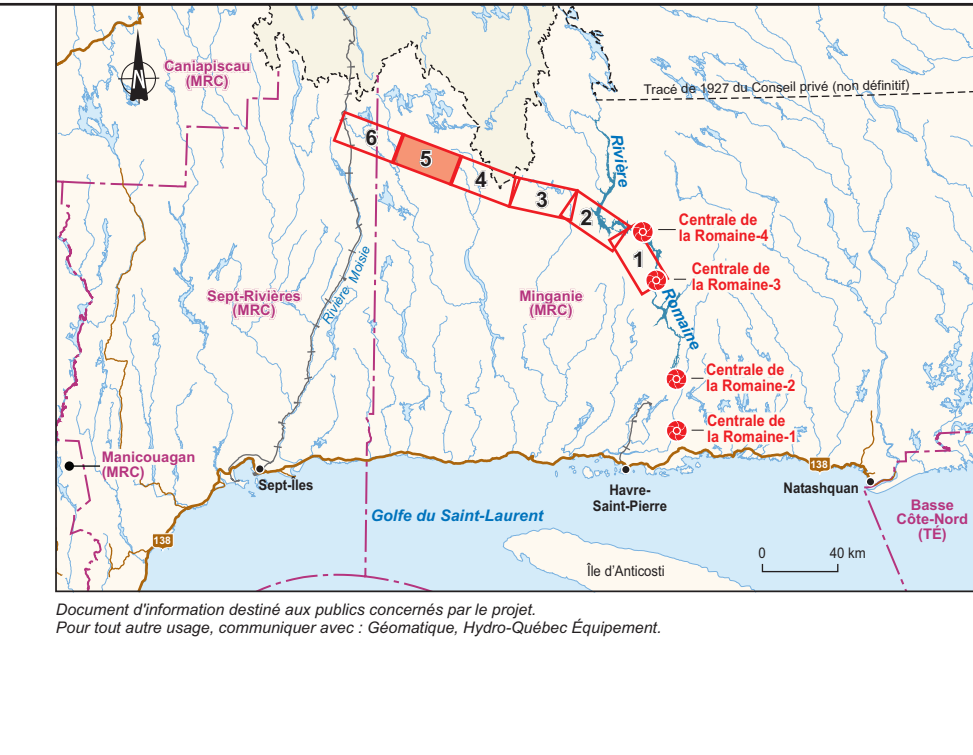 N
Caniapiscau
(MRC)
Tracé de 1927 du Conseil privé (non définitif)
6
5
4
3
2
1
Rivière
Centrale de
la Romaine-4
Centrale de
la Romaine-3
Rivière Moisie
Sept-Rivières
(MRC)
Minganie
(MRC)
Romaine
Centrale de
la Romaine-2
Centrale de
la Romaine-1
Manicouagan
(MRC)
Sept-Îles
138
Havre-
Saint-Pierre
Natashquan
Basse
Côte-Nord
(TÉ)
Golfe du Saint-Laurent
138
0 40 km
Île d'Anticosti
Document d'information destiné aux publics concernés par le projet.
Pour tout autre usage, communiquer avec : Géomatique, Hydro-Québec Équipement.